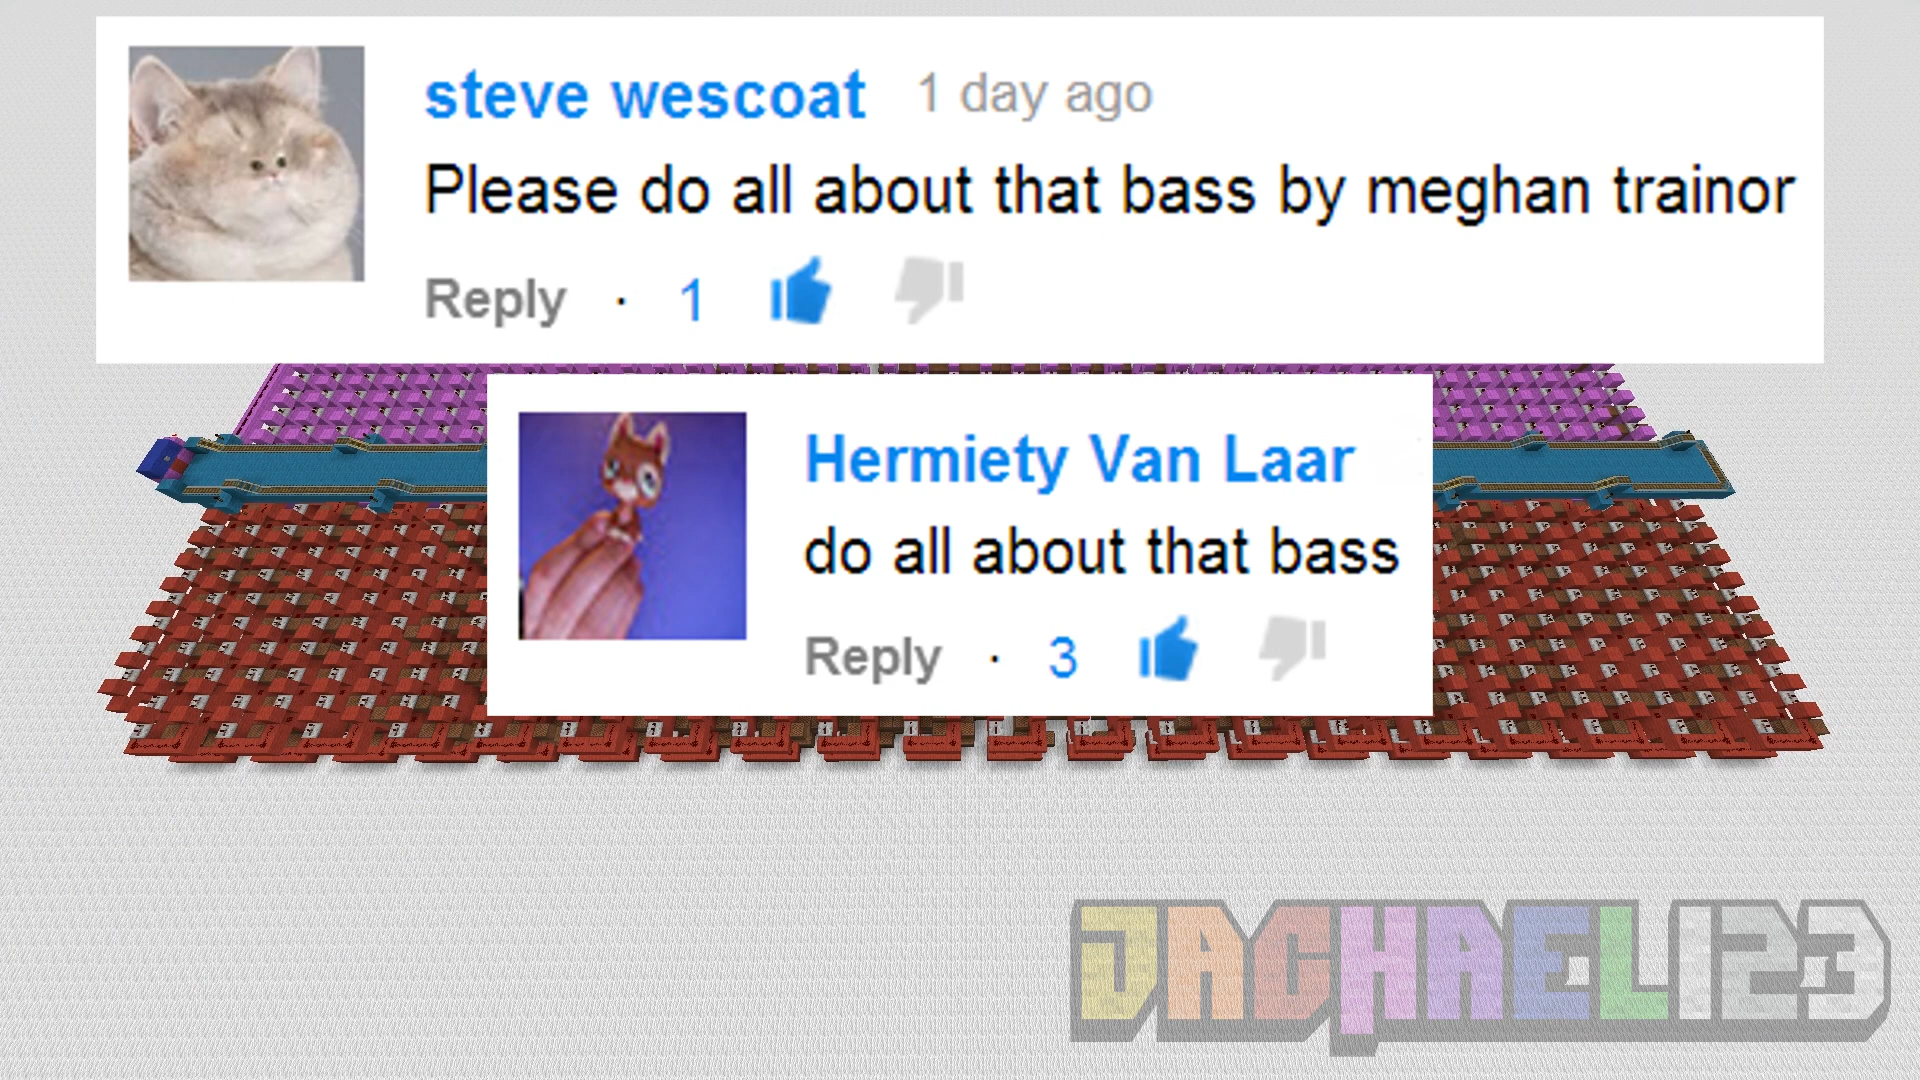 steve wescoat 1 day ago
Please do all about that bass by meghan trainor
Reply · 1
Hermiety Van Laar
do all about that bass
Reply · 3
JACHAEL123